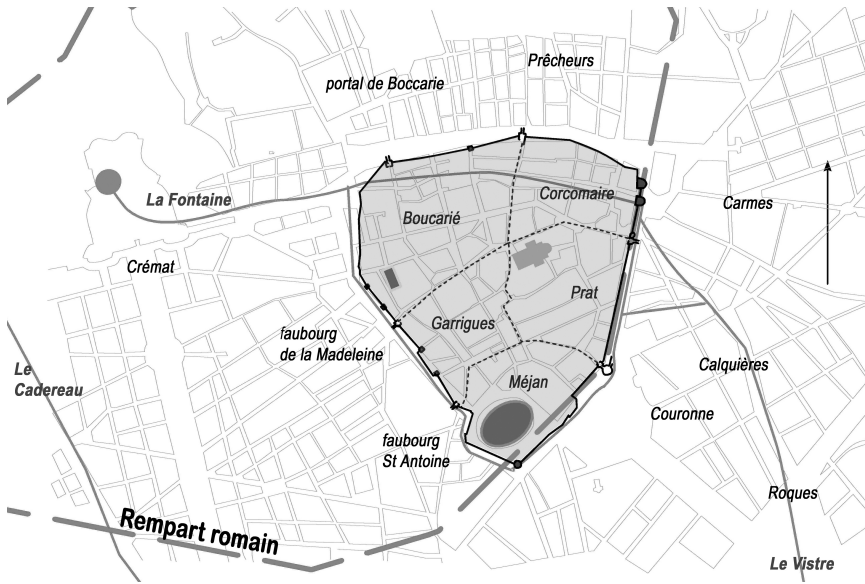 Prêcheurs
portal de Boccarie
La Fontaine
Corcomaire
Carmes
Boucarié
Crémat
Prat
Garrigues
faubourg
de la Madeleine
Le
Cadereau
Calquières
Méjan
Couronne
faubourg
St Antoine
Roques
Rempart romain
Le Vistre